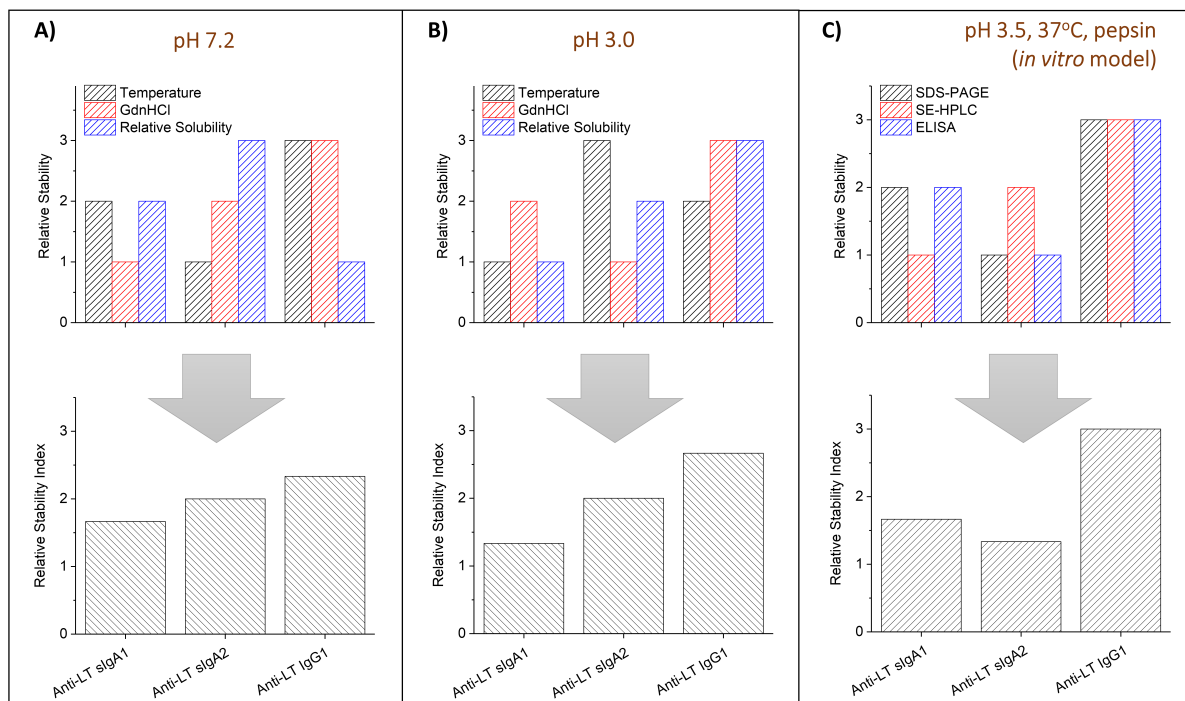 A)
pH 7.2
Temperature
GdnHCl
Relative Solubility
Relative Stability
3
2
1
0
Relative Stability Index
3
2
1
0
Anti-LT sIgA1
Anti-LT sIgA2
Anti-LT IgG1
B)
pH 3.0
Temperature
GdnHCl
Relative Solubility
Relative Stability
3
2
1
0
Relative Stability Index
3
2
1
0
Anti-LT sIgA1
Anti-LT sIgA2
Anti-LT IgG1
C)
pH 3.5, 37°C, pepsin
(in vitro model)
SDS-PAGE
SE-HPLC
ELISA
Relative Stability
3
2
1
0
Relative Stability Index
3
2
1
0
Anti-LT sIgA1
Anti-LT sIgA2
Anti-LT IgG1